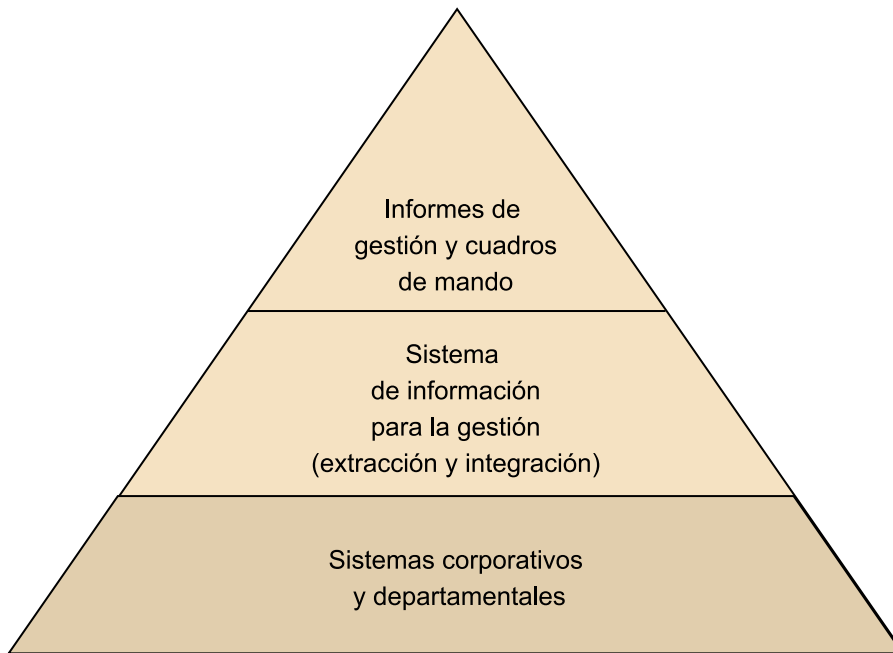 Informes de
gestión y cuadros
de mando
Sistema
de información
para la gestión
(extracción y integración)
Sistemas corporativos
y departamentales